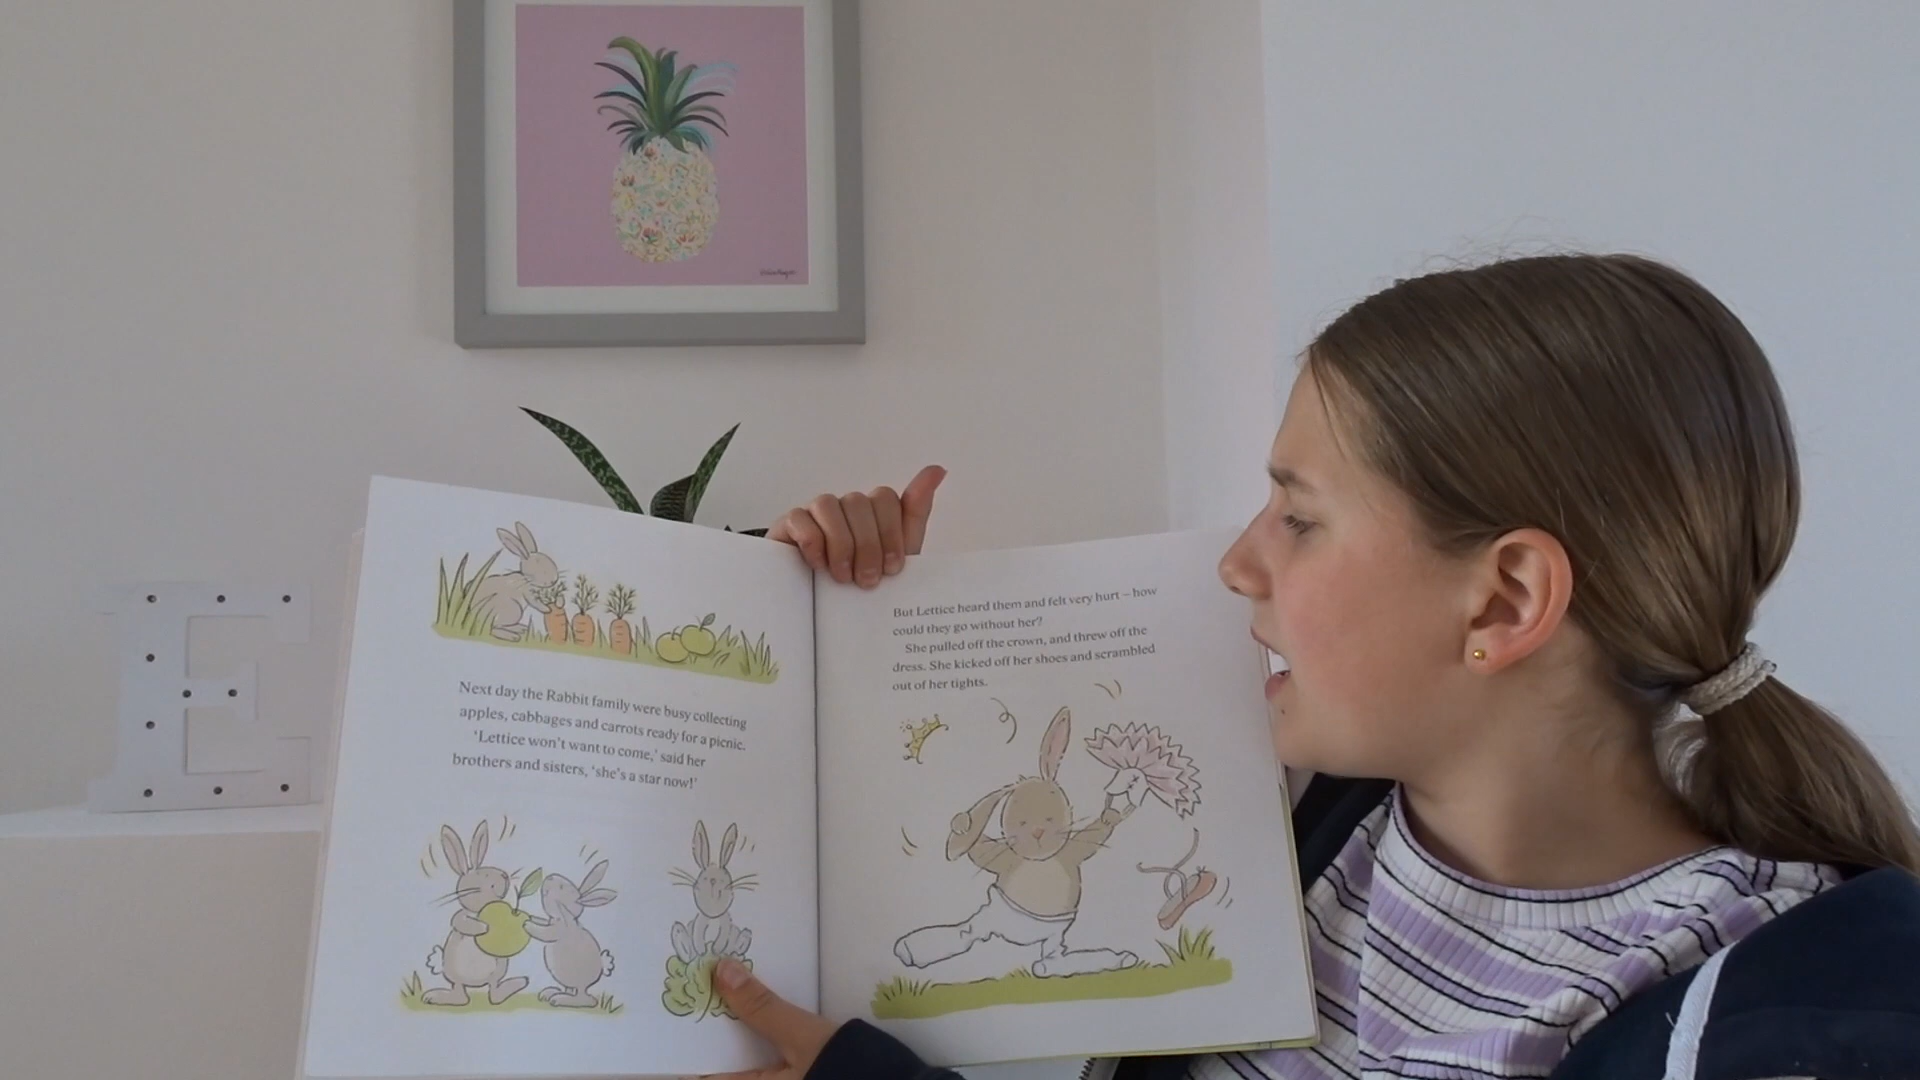 E
Next day the Rabbit family were busy collecting
apples, cabbages and carrots ready for a picnic.
'Lettice won't want to come,' said her
brothers and sisters, 'she's a star now!'
But Lettice heard them and felt very hurt – how
could they go without her?
She pulled off the crown, and threw off the
dress. She kicked off her shoes and scrambled
out of her tights.